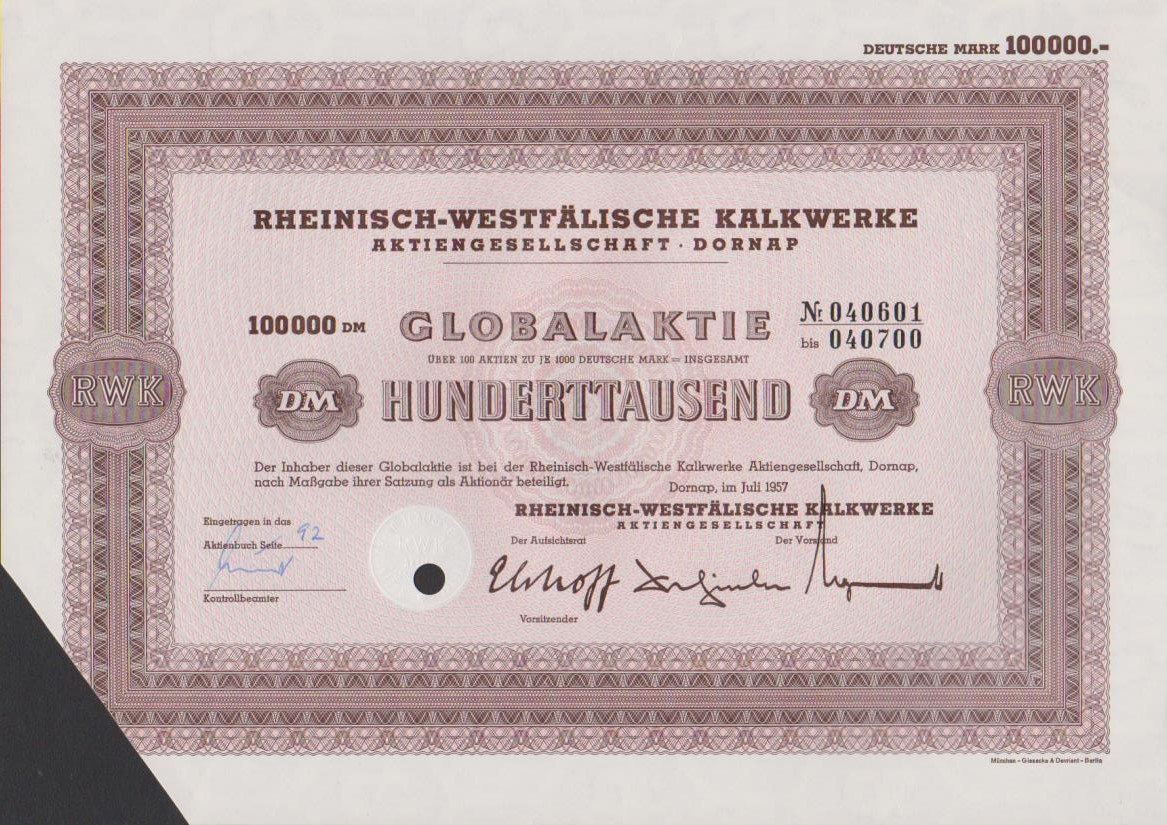 DEUTSCHE MARK 100000.-
RHEINISCH-WESTFÄLISCHE KALKWERKE
AKTIENGESELLSCHAFT · DORNAP
100000 DM
GLOBALAKTIE
№ 040601
bis 040700
ÜBER 100 AKTIEN ZU JE 1000 DEUTSCHE MARK = INSGESAMT
RWK
DM HUNDERTTAUSEND DM
RWK
Der Inhaber dieser Globalaktie ist bei der Rheinisch-Westfälische Kalkwerke Aktiengesellschaft, Dornap,
nach Maßgabe ihrer Satzung als Aktionär beteiligt.
Dornap, im Juli 1957
RHEINISCH-WESTFÄLISCHE KALKWERKE
AKTIENGESELLSCHAFT
Eingetragen in das
Aktienbuch Seite 92
Kontrollbeamter
RWK
Der Aufsichtsrat
Der Vorstand
Vorsitzender
München - Giesecke & Devrient - Berlin